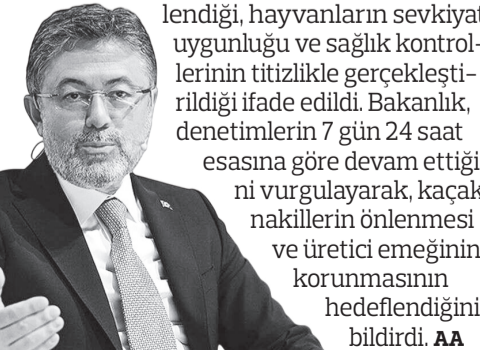 lendiği, hayvanların sevkiyat
uygunluğu ve sağlık kontrol-
lerinin titizlikle gerçekleşti-
rildiği ifade edildi. Bakanlık,
denetimlerin 7 gün 24 saat
esasına göre devam ettiği
ni vurgulayarak, kaçak
nakillerin önlenmesi
ve üretici emeğinin
korunmasının
hedeflendiğini
bildirdi. AA